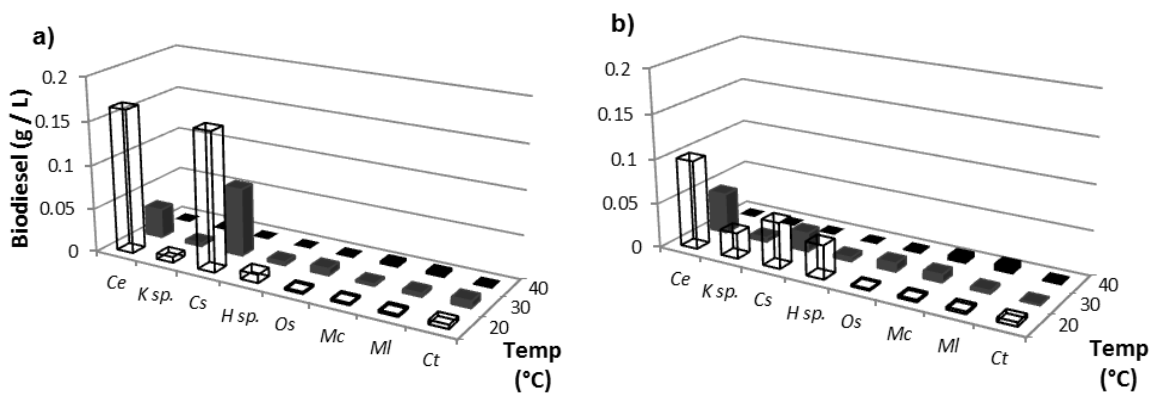 a)
0.2
0.15
0.1
0.05
0
Biodiesel (g / L)
Ce
K sp.
Cs
H sp.
Os
Mc
Ml
Ct
20
30
40
Temp
(°C)
b)
0.2
0.15
0.1
0.05
0
Ce
K sp.
Cs
H sp.
Os
Mc
Ml
Ct
20
30
40
Temp
(°C)